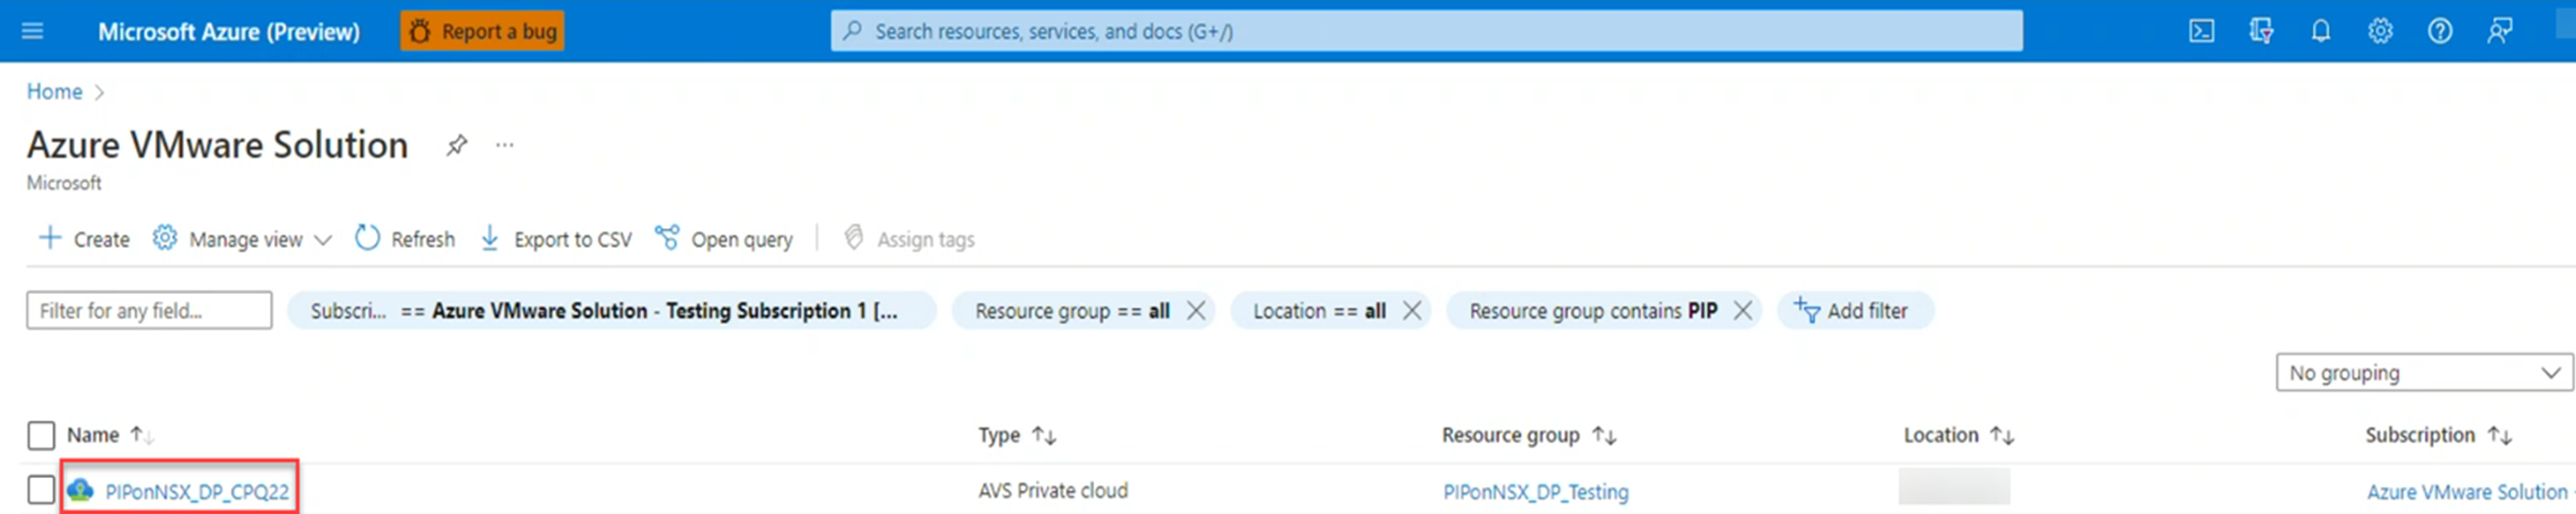 Microsoft Azure (Preview) Report a bug Search resources, services, and docs (G+/)
Home
Azure VMware Solution ...
Microsoft
Create Manage view Refresh Export to CSV Open query Assign tags
Filter for any field... Subscri... == Azure VMware Solution - Testing Subscription 1 [... Resource group == all Location == all Resource group contains PIP Add filter
No grouping
Name Type Resource group Location Subscription
PIPonNSX_DP_CPQ22 AVS Private cloud PIPonNSX_DP_Testing Azure VMware Solution -